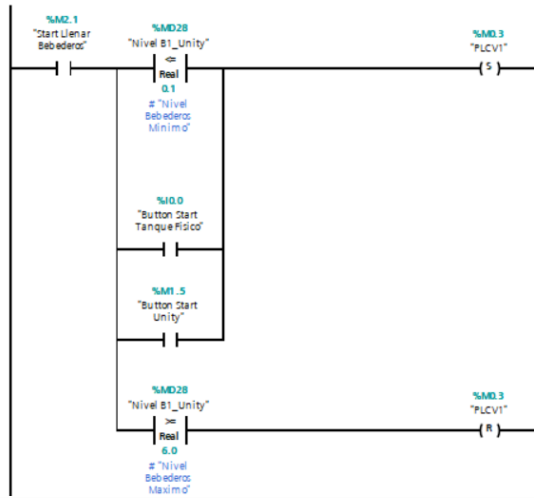 %M2.1
"Start Llenar
Bebederos"
%MD28
"Nivel B1_Unity"
<=
Real
0.1
# "Nivel
Bebederos
Minimo"
%M0.3
"PLCV1"
S
%I0.0
"Button Start
Tanque Fisico"
%M1.5
"Button Start
Unity"
%MD28
"Nivel B1_Unity"
>=
Real
6.0
# "Nivel
Bebederos
Maximo"
%M0.3
"PLCV1"
R